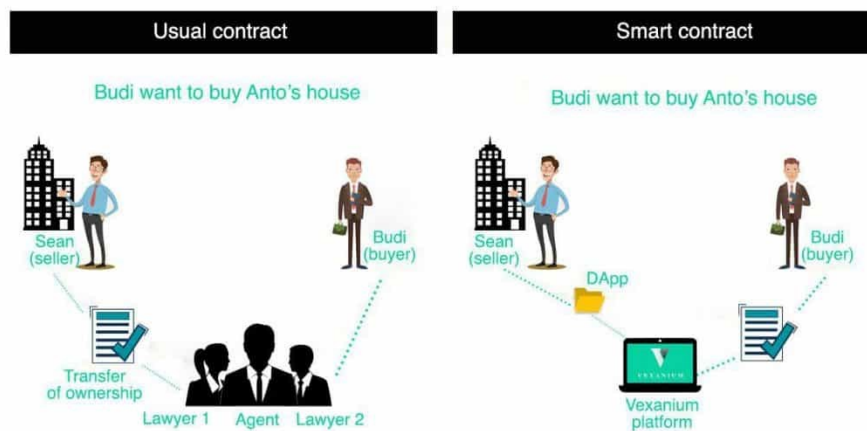 Usual contract
Budi want to buy Anto's house
Sean
(seller)
Budi
(buyer)
Transfer
of ownership
Lawyer 1
Agent
Lawyer 2
Smart contract
Budi want to buy Anto's house
Sean
(seller)
DApp
Budi
(buyer)
VEXANIUM
Vexanium
platform